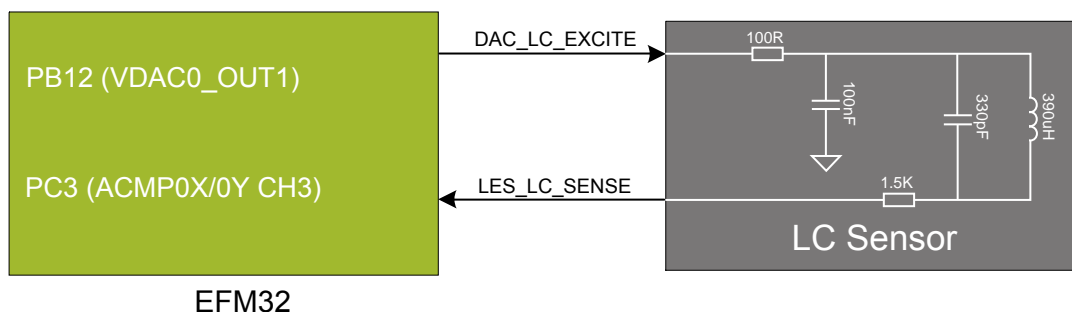 DAC_LC_EXCITE
PB12 (VDAC0_OUT1)
PC3 (ACMP0X/0Y CH3)
LES_LC_SENSE
EFM32
100R
100nF
330pF
390uH
1.5K
LC Sensor